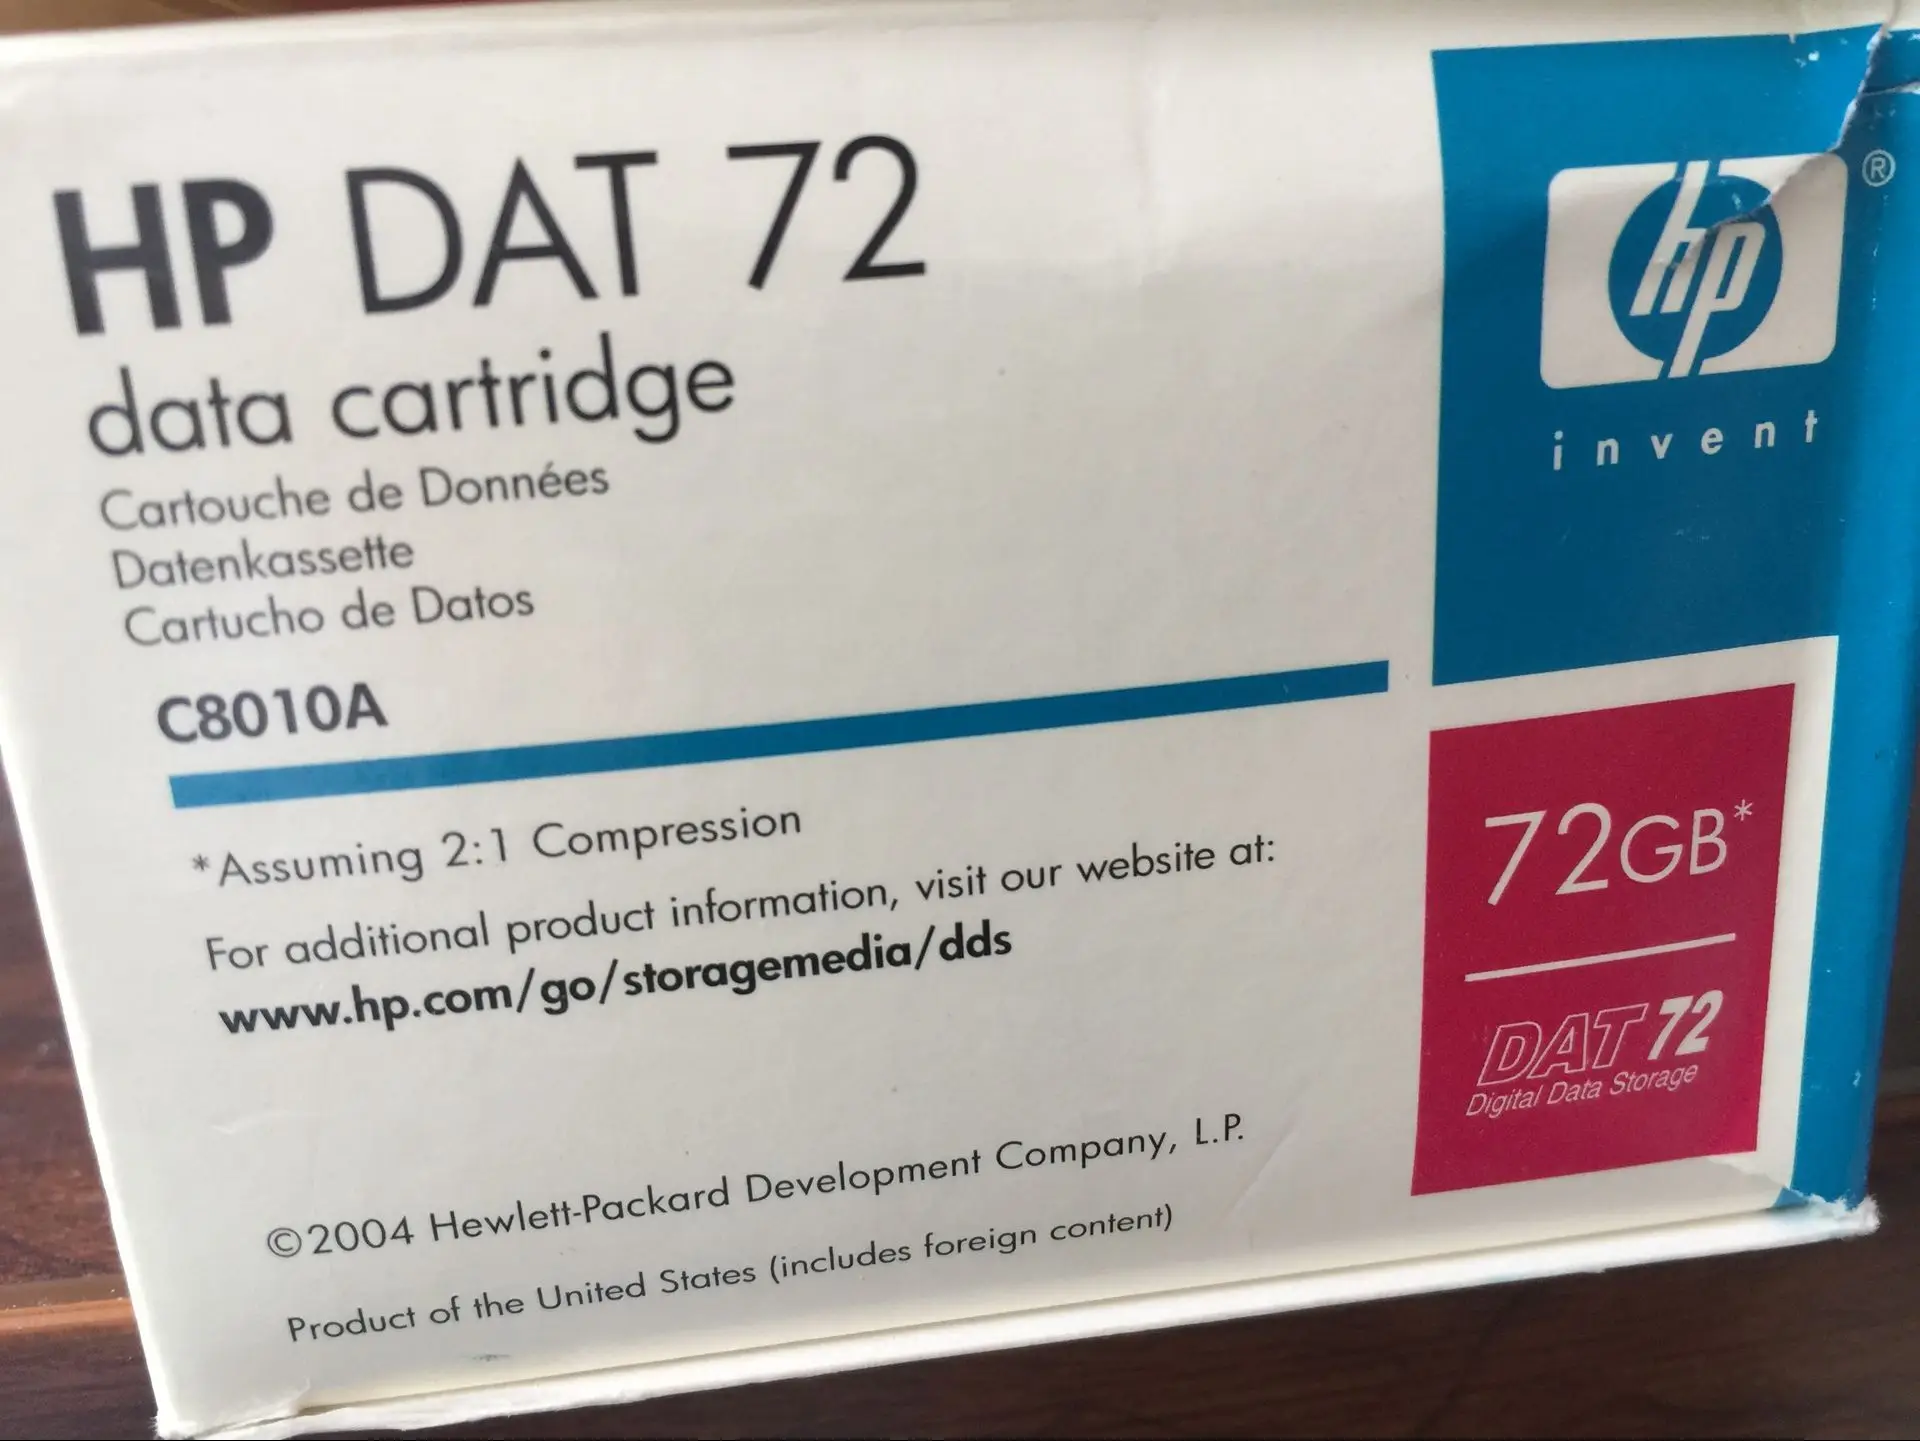 HP DAT 72
data cartridge
Cartouche de Données
Datenkassette
Cartucho de Datos
C8010A
*Assuming 2:1 Compression
For additional product information, visit our website at:
www.hp.com/go/storagemedia/dds
©2004 Hewlett-Packard Development Company, L.P.
Product of the United States (includes foreign content)
hp ®
invent
72GB*
DAT 72
Digital Data Storage